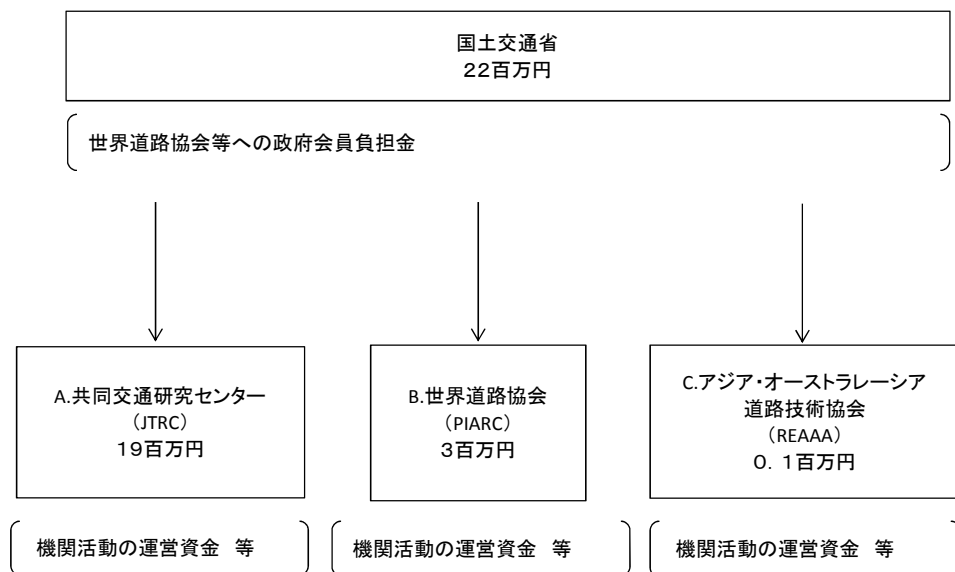 国土交通省
22百万円
世界道路協会等への政府会員負担金
A.共同交通研究センター
(JTRC)
19百万円
B.世界道路協会
(PIARC)
3百万円
C.アジア・オーストラレーシア
道路技術協会
(REAAA)
0.1百万円
機関活動の運営資金 等
機関活動の運営資金 等
機関活動の運営資金 等